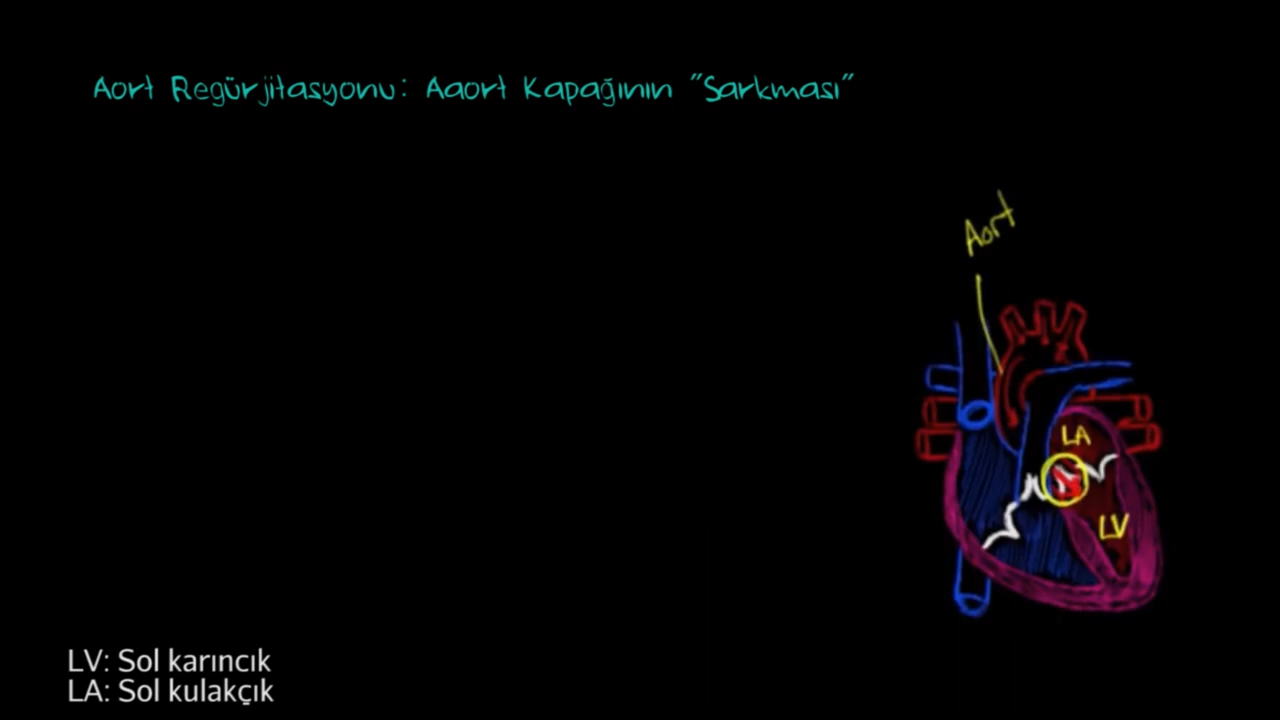 Aort Regürjitasyonu: Aaort Kapağının "Sarkması"
Aort
LA
LV
LV: Sol karıncık
LA: Sol kulakçık